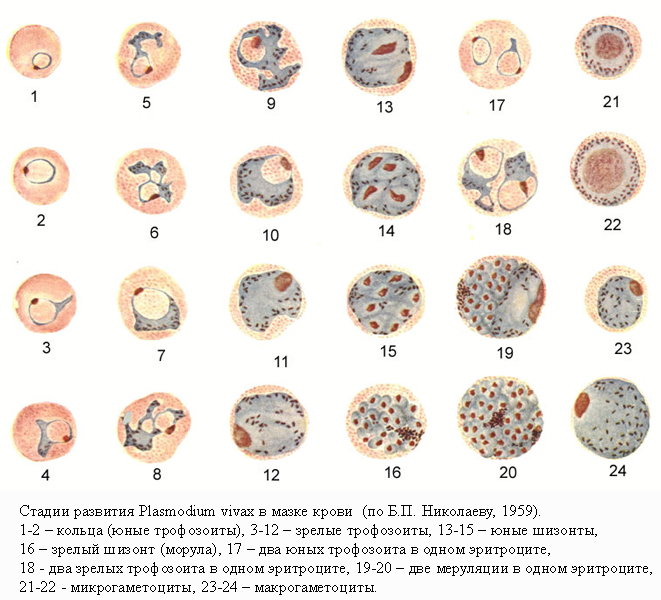 1 5 9 13 17 21
2 6 10 14 18 22
3 7 11 15 19 23
4 8 12 16 20 24
Стадии развития Plasmodium vivax в мазке крови (по Б.П. Николаеву, 1959).
1-2 – кольца (юные трофозоиты), 3-12 – зрелые трофозоиты, 13-15 – юные шизонты,
16 – зрелый шизонт (морула), 17 – два юных трофозоита в одном эритроците,
18 - два зрелых трофозоита в одном эритроците, 19-20 – две меруляции в одном эритроците,
21-22 - микрогаметоциты, 23-24 – макрогаметоциты.